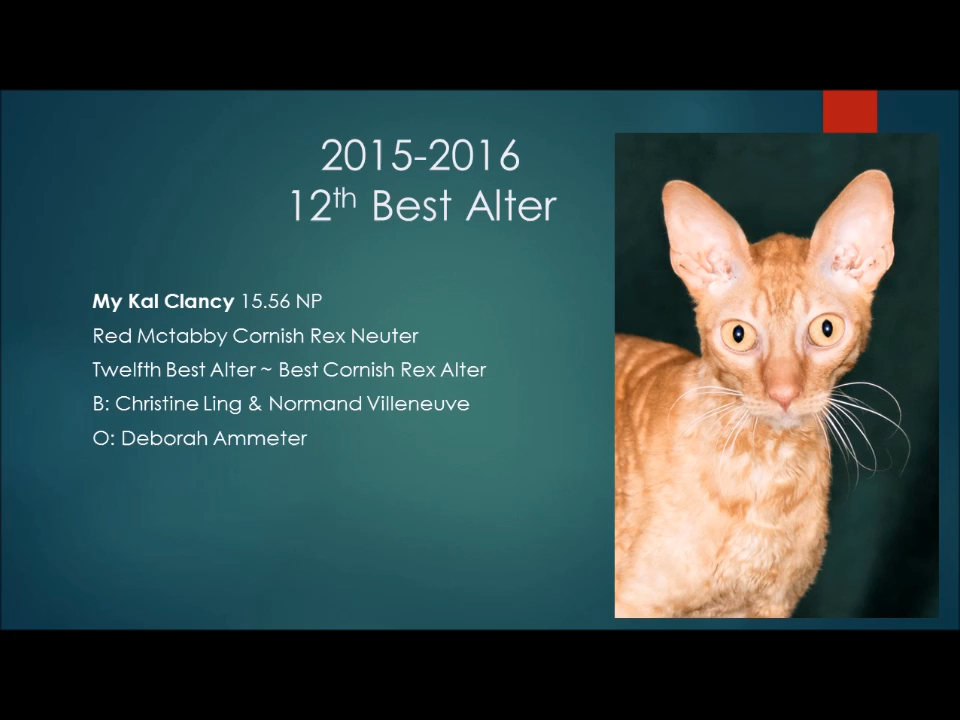 2015-2016
12th Best Alter
My Kal Clancy 15.56 NP
Red Mctabby Cornish Rex Neuter
Twelfth Best Alter ~ Best Cornish Rex Alter
B: Christine Ling & Normand Villeneuve
O: Deborah Ammeter